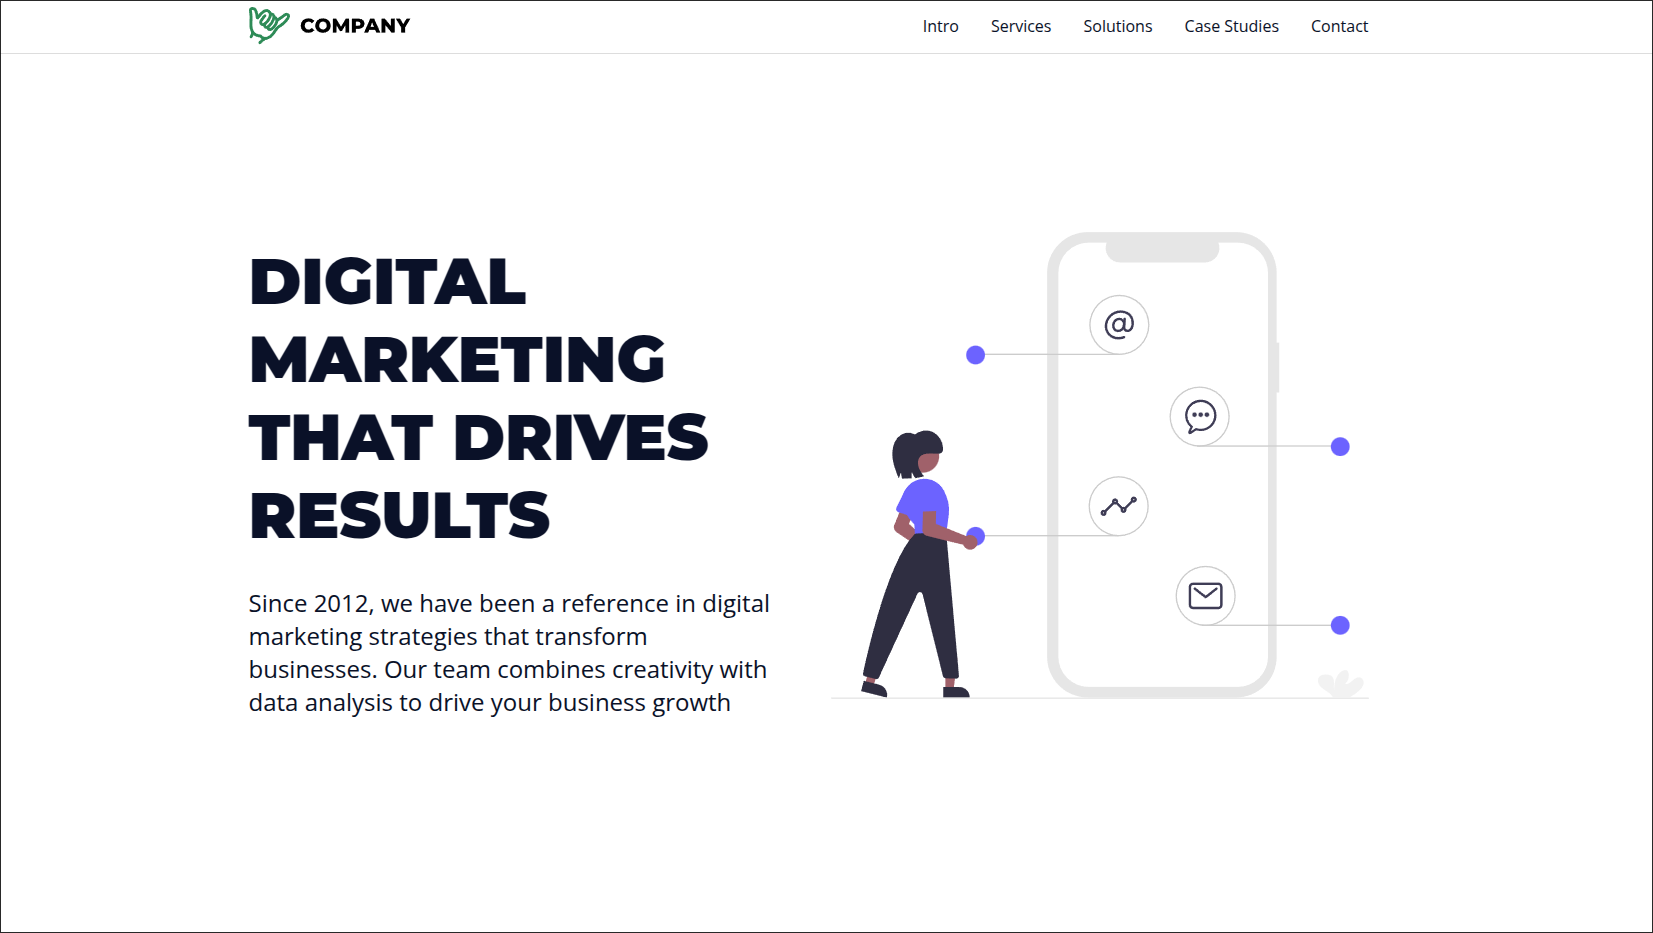 COMPANY
Intro Services Solutions Case Studies Contact
DIGITAL
MARKETING
THAT DRIVES
RESULTS
Since 2012, we have been a reference in digital
marketing strategies that transform
businesses. Our team combines creativity with
data analysis to drive your business growth
@